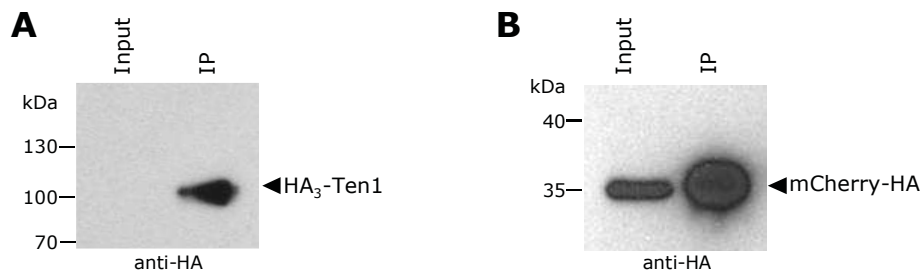 A
Input
IP
kDa
130
100
70
HA₃-Ten1
anti-HA
B
Input
IP
kDa
40
35
mCherry-HA
anti-HA